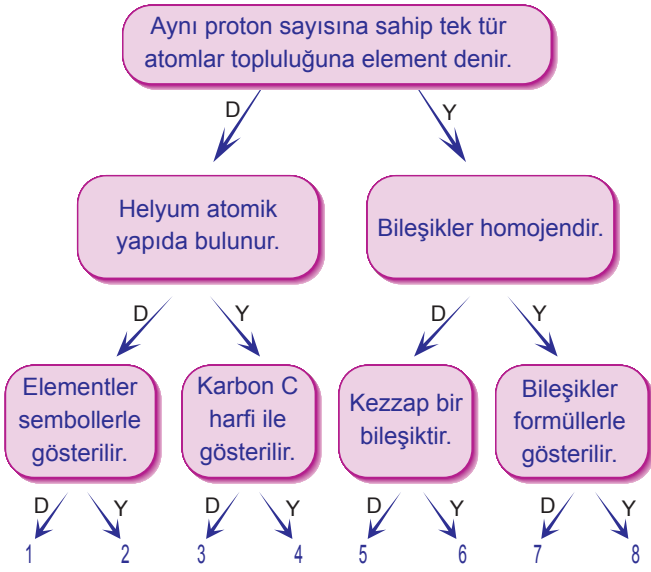 Aynı proton sayısına sahip tek tür
atomlar topluluğuna element denir.
D
Y
Helyum atomik
yapıda bulunur.
Bileşikler homojendir.
D
Y
D
Y
Elementler
sembollerle
gösterilir.
Karbon C
harfi ile
gösterilir.
Kezzap bir
bileşiktir.
Bileşikler
formüllerle
gösterilir.
D
Y
D
Y
D
Y
D
Y
1
2
3
4
5
6
7
8